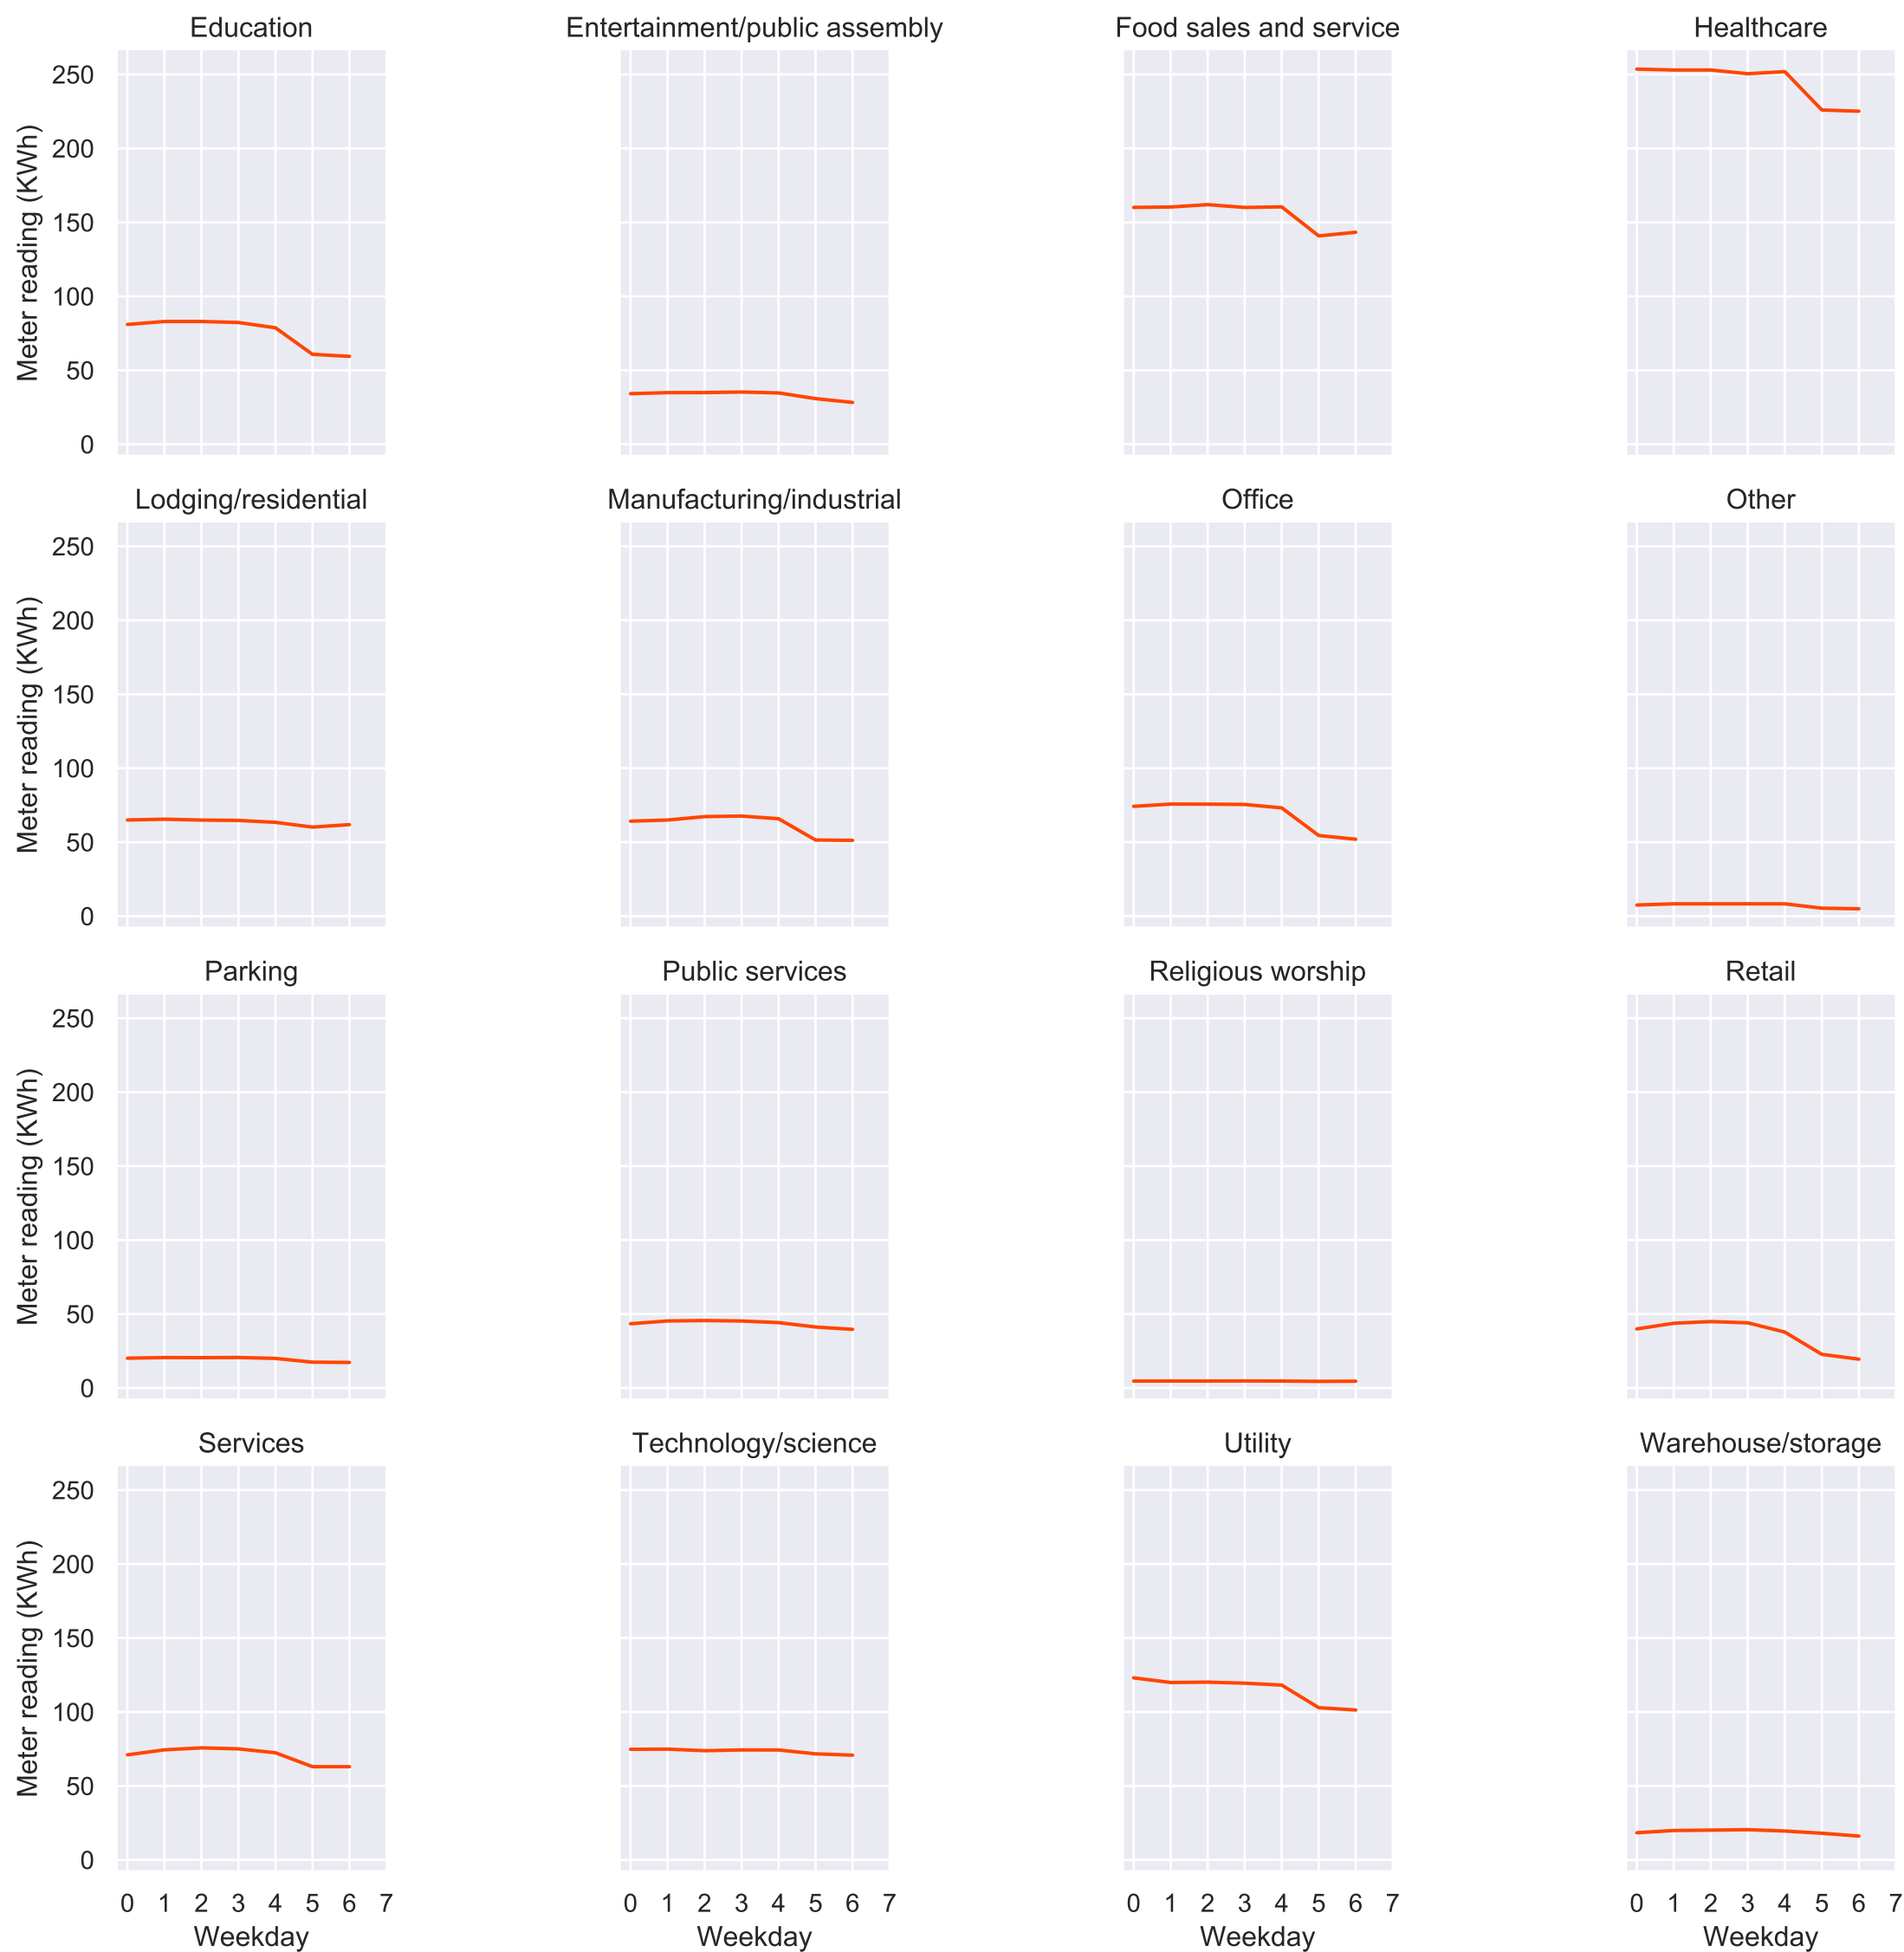 Education
Entertainment/public assembly
Food sales and service
Healthcare
Meter reading (KWh)
250
200
150
100
50
0
Lodging/residential
Manufacturing/industrial
Office
Other
Meter reading (KWh)
250
200
150
100
50
0
Parking
Public services
Religious worship
Retail
Meter reading (KWh)
250
200
150
100
50
0
Services
Technology/science
Utility
Warehouse/storage
Meter reading (KWh)
250
200
150
100
50
0
0 1 2 3 4 5 6 7
Weekday
0 1 2 3 4 5 6 7
Weekday
0 1 2 3 4 5 6 7
Weekday
0 1 2 3 4 5 6 7
Weekday